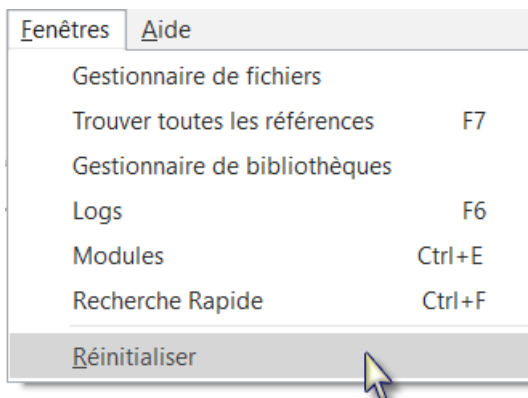 Fenêtres Aide
Gestionnaire de fichiers
Trouver toutes les références F7
Gestionnaire de bibliothèques
Logs F6
Modules Ctrl+E
Recherche Rapide Ctrl+F
Réinitialiser